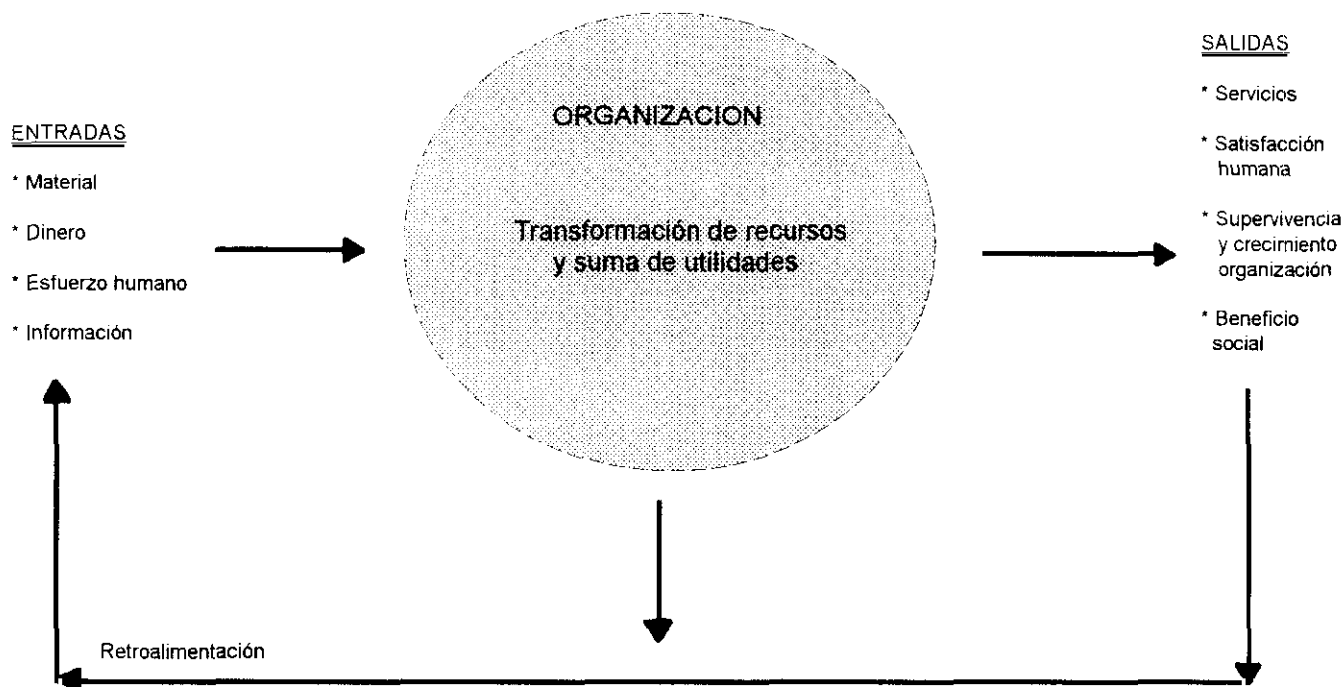 ENTRADAS
* Material
* Dinero
* Esfuerzo humano
* Información
ORGANIZACION
Transformación de recursos
y suma de utilidades
SALIDAS
* Servicios
* Satisfacción
humana
* Supervivencia
y crecimiento
organización
* Beneficio
social
Retroalimentación